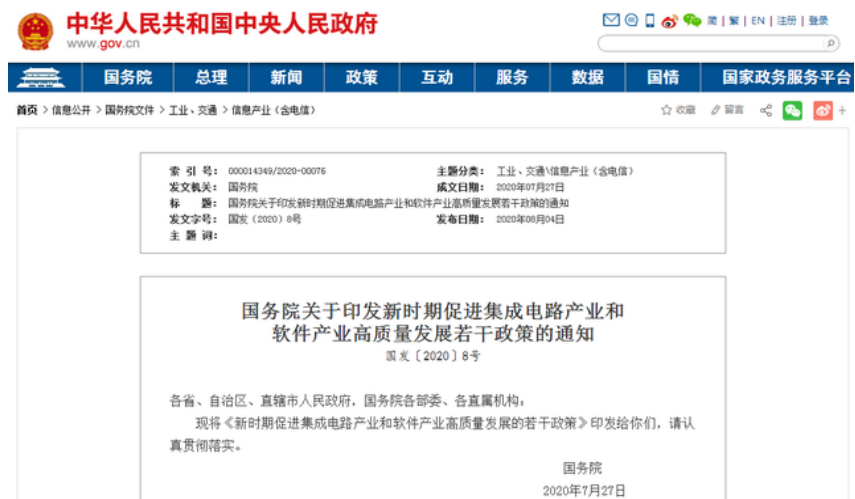 中华人民共和国中央人民政府
www.gov.cn
简 | 繁 | EN | 注册 | 登录
国务院 总理 新闻 政策 互动 服务 数据 国情 国家政务服务平台
首页 > 信息公开 > 国务院文件 > 工业、交通 > 信息产业（含电信）
收藏 留言
索 引 号： 000014349/2020-00076 主题分类： 工业、交通\信息产业（含电信）
发文机关： 国务院 成文日期： 2020年07月27日
标 题： 国务院关于印发新时期促进集成电路产业和软件产业高质量发展若干政策的通知
发文字号： 国发〔2020〕8号 发布日期： 2020年08月04日
主 题 词：
国务院关于印发新时期促进集成电路产业和
软件产业高质量发展若干政策的通知
国发〔2020〕8号
各省、自治区、直辖市人民政府，国务院各部委、各直属机构：
现将《新时期促进集成电路产业和软件产业高质量发展的若干政策》印发给你们，请认
真贯彻落实。
国务院
2020年7月27日